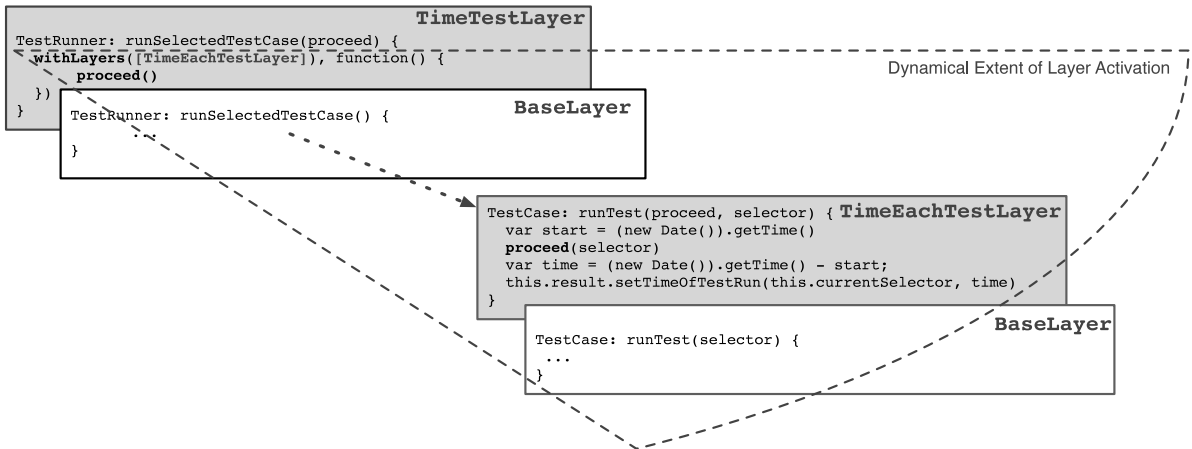 TimeTestLayer
TestRunner: runSelectedTestCase(proceed) {
withLayers([TimeEachTestLayer]), function() {
proceed()
})
}
Dynamical Extent of Layer Activation
BaseLayer
TestRunner: runSelectedTestCase() {
...
}
TestCase: runTest(proceed, selector) { TimeEachTestLayer
var start = (new Date()).getTime()
proceed(selector)
var time = (new Date()).getTime() - start;
this.result.setTimeOfTestRun(this.currentSelector, time)
}
BaseLayer
TestCase: runTest(selector) {
...
}